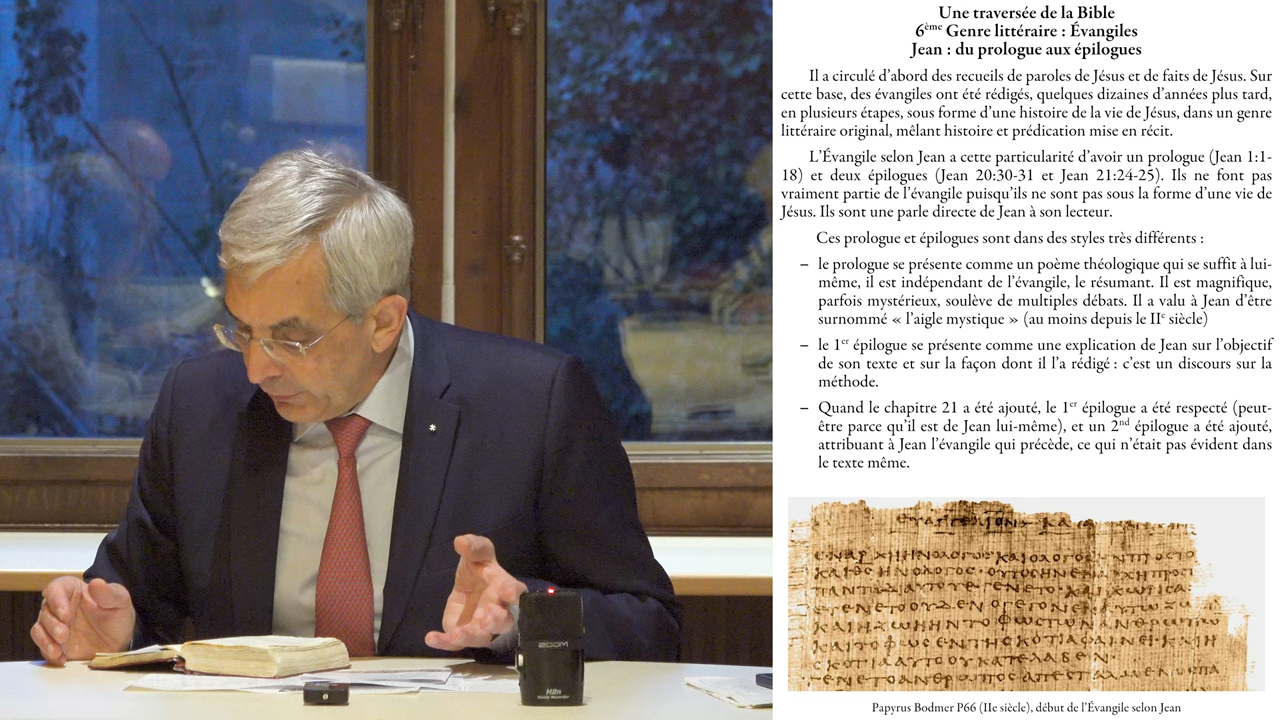 Une traversée de la Bible
6ème Genre littéraire : Évangiles
Jean : du prologue aux épilogues
Il a circulé d’abord des recueils de paroles de Jésus et de faits de Jésus. Sur
cette base, des évangiles ont été rédigés, quelques dizaines d’années plus tard,
en plusieurs étapes, sous forme d’une histoire de la vie de Jésus, dans un genre
littéraire original, mêlant histoire et prédication mise en récit.
L’Évangile selon Jean a cette particularité d’avoir un prologue (Jean 1:1-
18) et deux épilogues (Jean 20:30-31 et Jean 21:24-25). Ils ne font pas
vraiment partie de l’évangile puisqu’ils ne sont pas sous la forme d’une vie de
Jésus. Ils sont une parle directe de Jean à son lecteur.
Ces prologue et épilogues sont dans des styles très différents :
– le prologue se présente comme un poème théologique qui se suffit à lui-
même, il est indépendant de l’évangile, le résumant. Il est magnifique,
parfois mystérieux, soulève de multiples débats. Il a valu à Jean d’être
surnommé « l’aigle mystique » (au moins depuis le IIe siècle)
– le 1er épilogue se présente comme une explication de Jean sur l’objectif
de son texte et sur la façon dont il l’a rédigé : c’est un discours sur la
méthode.
– Quand le chapitre 21 a été ajouté, le 1er épilogue a été respecté (peut-
être parce qu’il est de Jean lui-même), et un 2nd épilogue a été ajouté,
attribuant à Jean l’évangile qui précède, ce qui n’était pas évident dans
le texte même.
Papyrus Bodmer P66 (IIe siècle), début de l’Évangile selon Jean
ZOOM
H2n
Handy Recorder